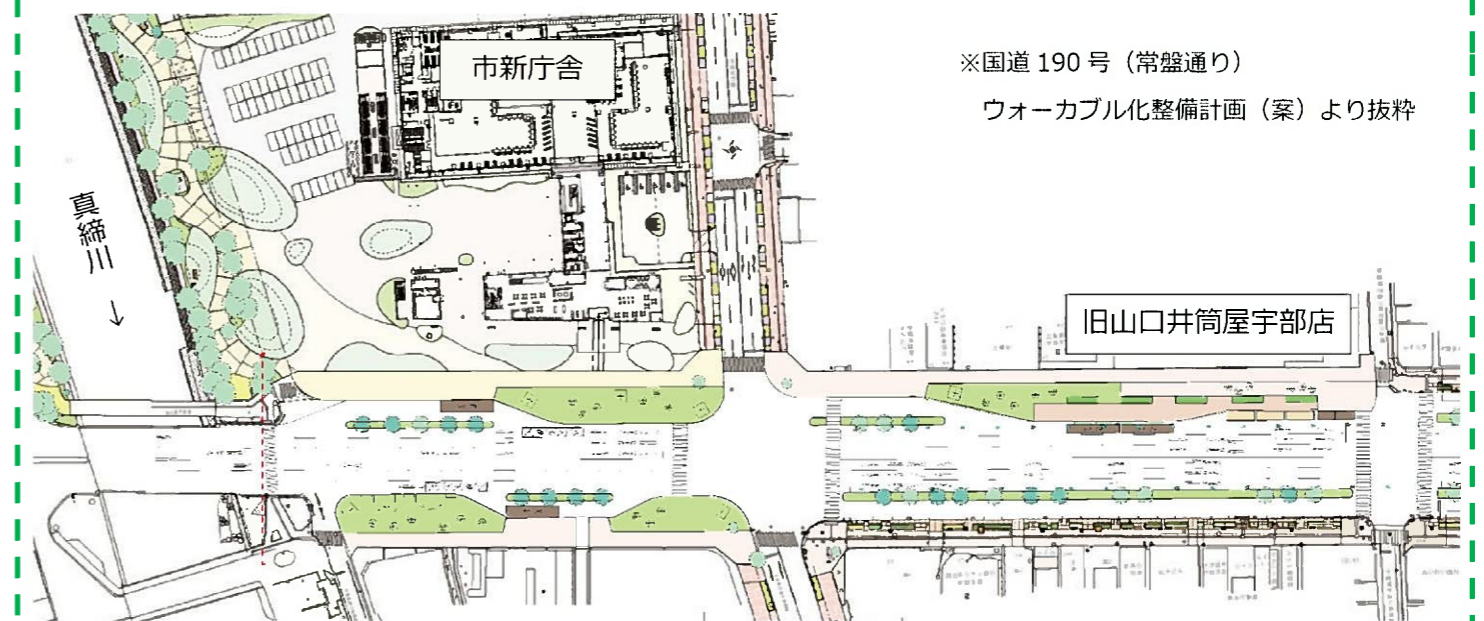 市新庁舎
※国道 190 号（常盤通り）
ウォーカブル化整備計画（案）より抜粋
真締川
↓
旧山口井筒屋宇部店